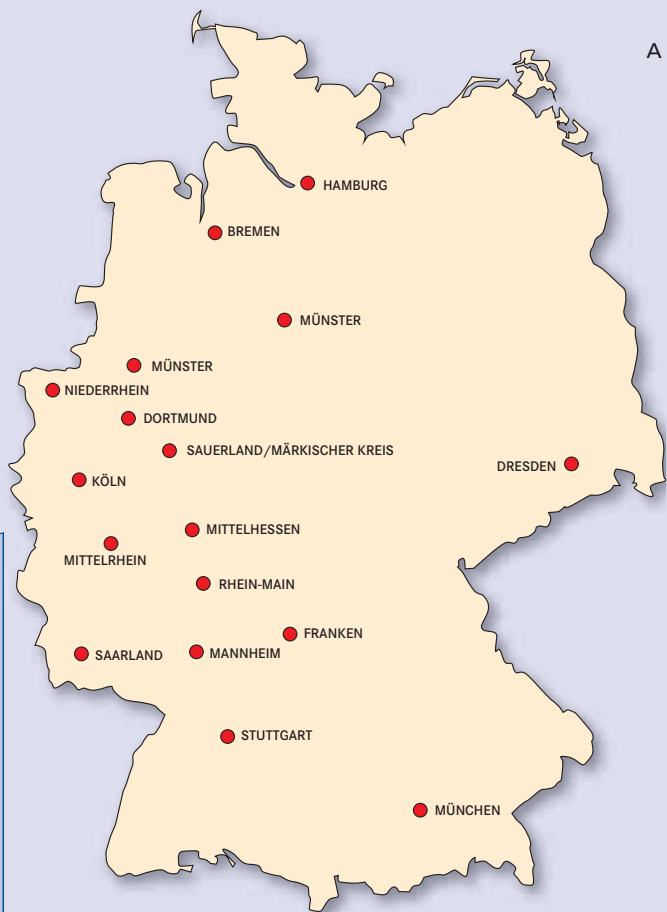 A
HAMBURG
BREMEN
MÜNSTER
MÜNSTER
NIEDERRHEIN
DORTMUND
SAUERLAND/MÄRKISCHER KREIS
DRESDEN
KÖLN
MITTELHESSEN
MITTELRHEIN
RHEIN-MAIN
FRANKEN
SAARLAND
MANNHEIM
STUTTGART
MÜNCHEN